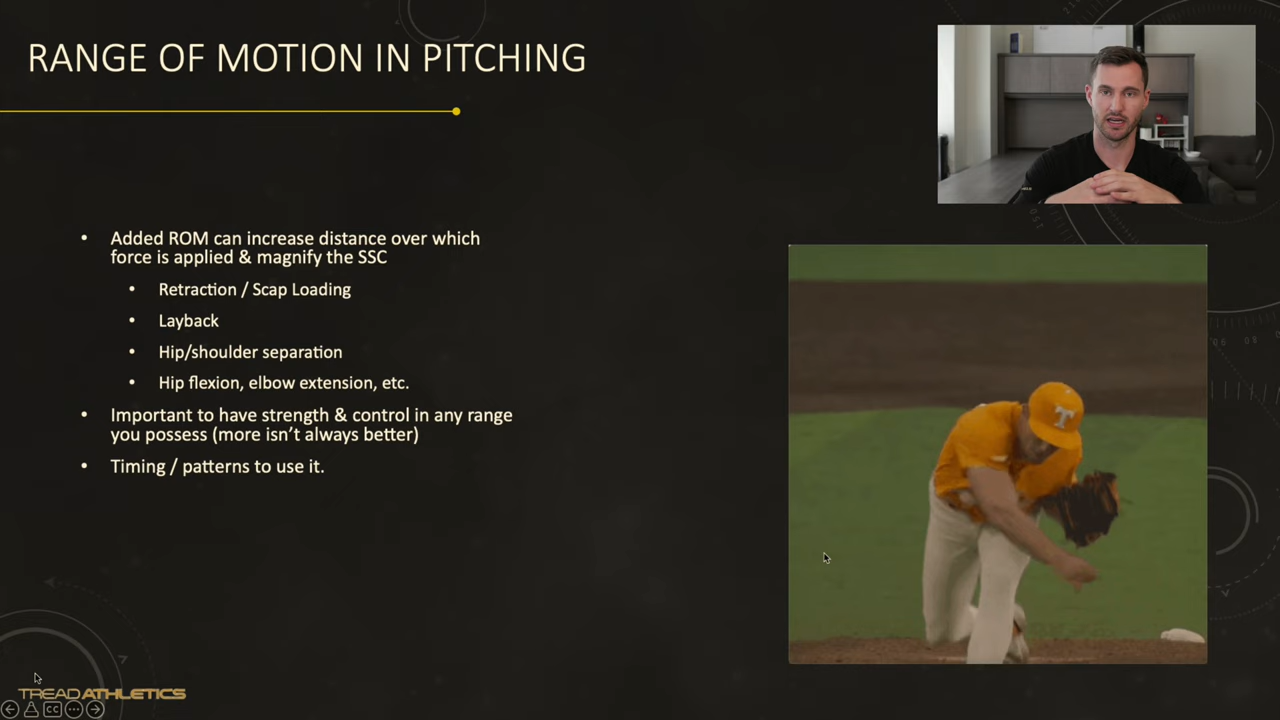 RANGE OF MOTION IN PITCHING
Added ROM can increase distance over which
force is applied & magnify the SSC
Retraction / Scap Loading
Layback
Hip/shoulder separation
Hip flexion, elbow extension, etc.
Important to have strength & control in any range
you possess (more isn't always better)
Timing / patterns to use it.
T
TREADATHLETICS
CC